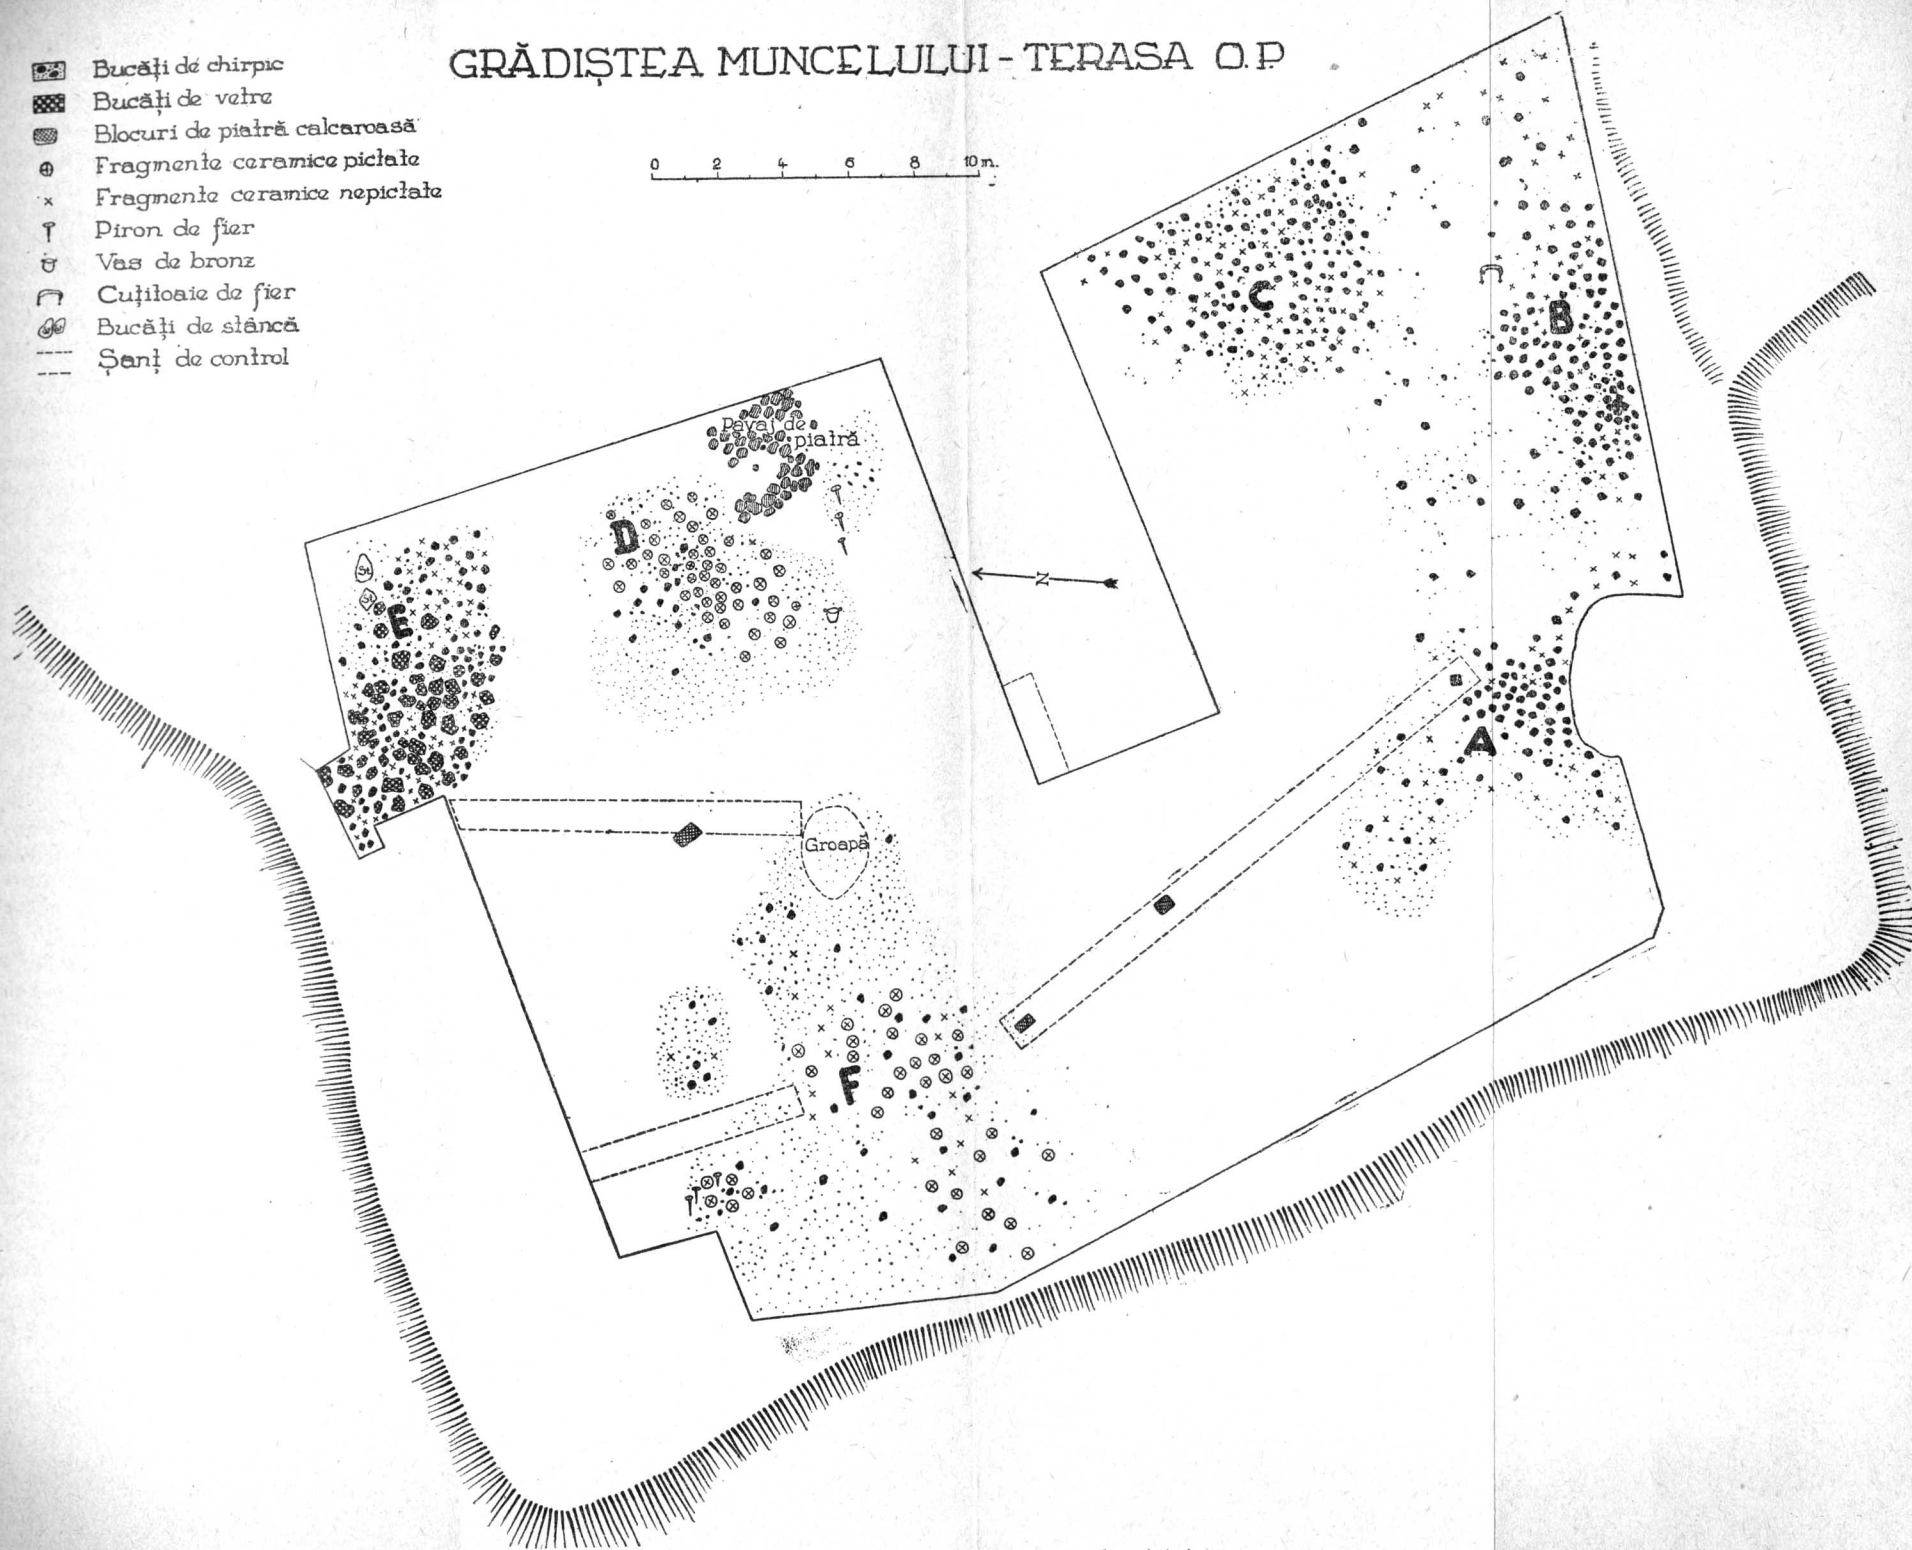 GRĂDIȘTEA MUNCELULUI - TERASA O.P.
Bucăți de chirpic
Bucăți de vetre
Blocuri de piatră calcaroasă
Fragmente ceramice pictate
Fragmente ceramice nepictate
Piron de fier
Vas de bronz
Cuțitoaie de fier
Bucăți de stâncă
Șanț de control
0 2 4 6 8 10 m.
C
B
Pavaj de
piatră
D
N
St
St
E
A
Groapă
F